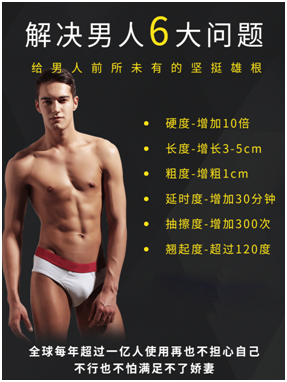 解决男人6大问题
给男人前所未有的坚挺雄根
• 硬度-增加10倍
• 长度-增长3-5cm
• 粗度-增粗1cm
• 延时度-增加30分钟
• 抽擦度-增加300次
• 翘起度-超过120度
全球每年超过一亿人使用再也不担心自己
不行也不怕满足不了娇妻